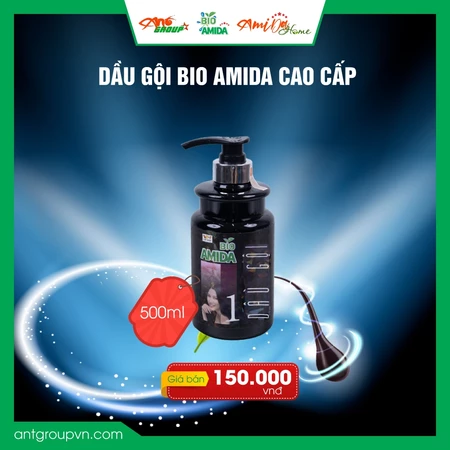 Ant GROUP
BIO AMIDA
AmiDa Home
DẦU GỘI BIO AMIDA CAO CẤP
BIO
AMIDA
1
DẦU GỘI
500ml
Giá bán 150.000
vnđ
antgroupvn.com